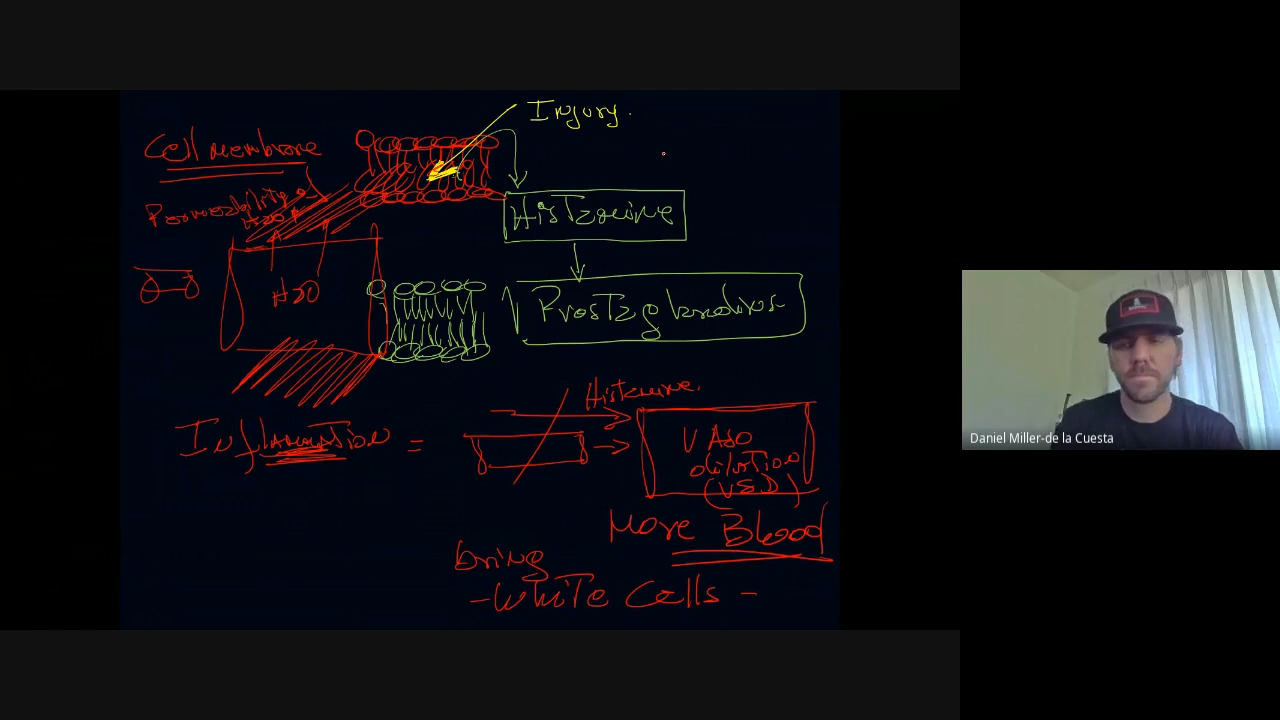 Injury.
Cell membrane
Permeability
Histamine
H2O
Prostaglandins
Histamine.
Inflammation =
VASO
dilation
(VSD)
More Blood
bring
- White Cells -
Daniel Miller-de la Cuesta